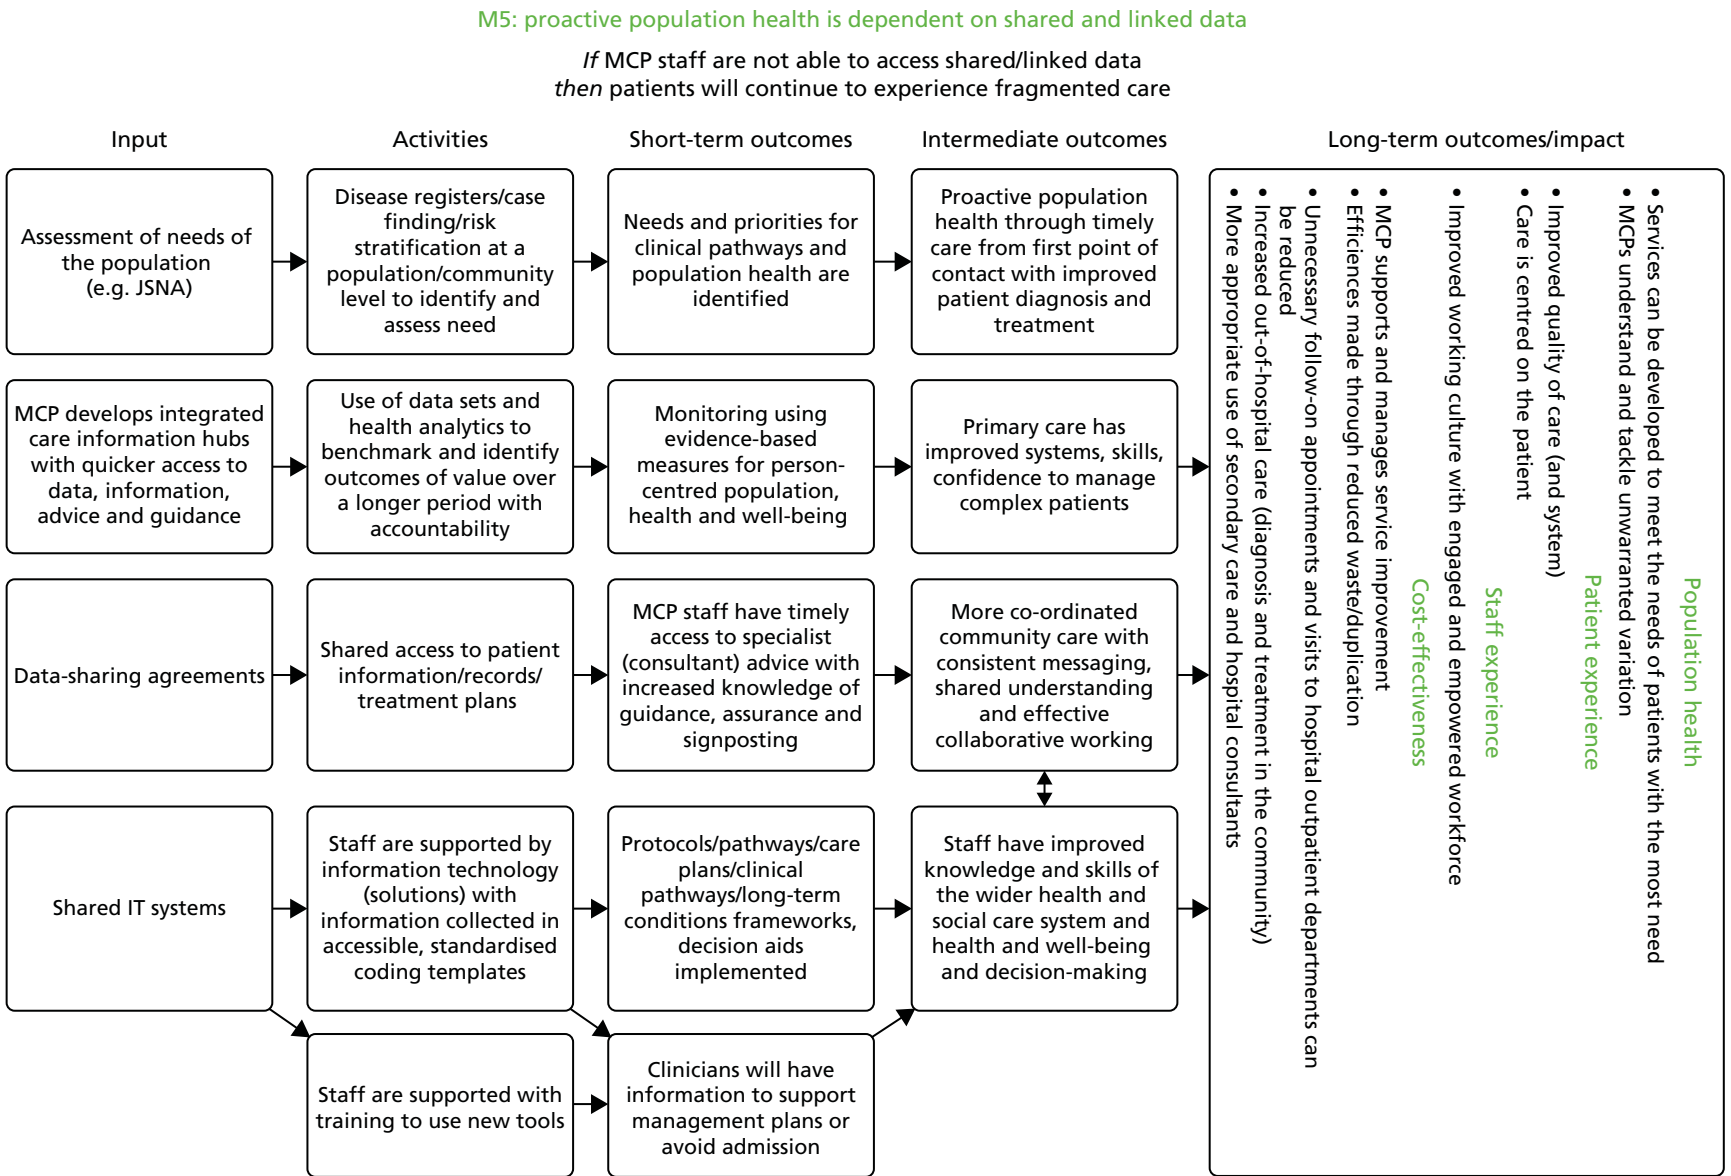 M5: proactive population health is dependent on shared and linked data
If MCP staff are not able to access shared/linked data
then patients will continue to experience fragmented care
Input
Activities
Short-term outcomes
Intermediate outcomes
Long-term outcomes/impact
Assessment of needs of
the population
(e.g. JSNA)
Disease registers/case
finding/risk
stratification at a
population/community
level to identify and
assess need
Needs and priorities for
clinical pathways and
population health are
identified
Proactive population
health through timely
care from first point of
contact with improved
patient diagnosis and
treatment
MCP develops integrated
care information hubs
with quicker access to
data, information,
advice and guidance
Use of data sets and
health analytics to
benchmark and identify
outcomes of value over
a longer period with
accountability
Monitoring using
evidence-based
measures for person-
centred population,
health and well-being
Primary care has
improved systems, skills,
confidence to manage
complex patients
Data-sharing agreements
Shared access to patient
information/records/
treatment plans
MCP staff have timely
access to specialist
(consultant) advice with
increased knowledge of
guidance, assurance and
signposting
More co-ordinated
community care with
consistent messaging,
shared understanding
and effective
collaborative working
Shared IT systems
Staff are supported by
information technology
(solutions) with
information collected in
accessible, standardised
coding templates
Protocols/pathways/care
plans/clinical
pathways/long-term
conditions frameworks,
decision aids
implemented
Staff have improved
knowledge and skills of
the wider health and
social care system and
health and well-being
and decision-making
Staff are supported with
training to use new tools
Clinicians will have
information to support
management plans or
avoid admission
Population health
• Services can be developed to meet the needs of patients with the most need
• MCPs understand and tackle unwarranted variation
Patient experience
• Improved quality of care (and system)
• Care is centred on the patient
Staff experience
• Improved working culture with engaged and empowered workforce
Cost-effectiveness
• MCP supports and manages service improvement
• Efficiences made through reduced waste/duplication
• Unnecessary follow-on appointments and visits to hospital outpatient departments can
be reduced
• Increased out-of-hospital care (diagnosis and treatment in the community)
• More appropriate use of secondary care and hospital consultants